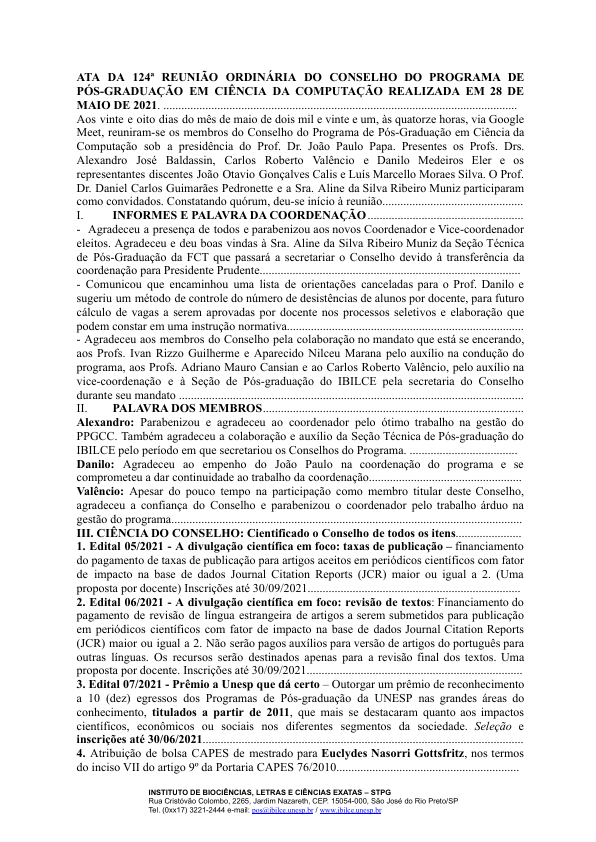 ATA DA 124ª REUNIÃO ORDINÁRIA DO CONSELHO DO PROGRAMA DE
PÓS-GRADUAÇÃO EM CIÊNCIA DA COMPUTAÇÃO REALIZADA EM 28 DE
MAIO DE 2021. ..................................................................................................................
Aos vinte e oito dias do mês de maio de dois mil e vinte e um, às quatorze horas, via Google
Meet, reuniram-se os membros do Conselho do Programa de Pós-Graduação em Ciência da
Computação sob a presidência do Prof. Dr. João Paulo Papa. Presentes os Profs. Drs.
Alexandro José Baldassin, Carlos Roberto Valêncio e Danilo Medeiros Eler e os
representantes discentes João Otavio Gonçalves Calis e Luís Marcello Moraes Silva. O Prof.
Dr. Daniel Carlos Guimarães Pedronette e a Sra. Aline da Silva Ribeiro Muniz participaram
como convidados. Constatando quórum, deu-se início à reunião.............................................
I. INFORMES E PALAVRA DA COORDENAÇÃO..................................................
- Agradeceu a presença de todos e parabenizou aos novos Coordenador e Vice-coordenador
eleitos. Agradeceu e deu boas vindas à Sra. Aline da Silva Ribeiro Muniz da Seção Técnica
de Pós-Graduação da FCT que passará a secretariar o Conselho devido à transferência da
coordenação para Presidente Prudente...................................................................................
- Comunicou que encaminhou uma lista de orientações canceladas para o Prof. Danilo e
sugeriu um método de controle do número de desistências de alunos por docente, para futuro
cálculo de vagas a serem aprovadas por docente nos processos seletivos e elaboração que
podem constar em uma instrução normativa...........................................................................
- Agradeceu aos membros do Conselho pela colaboração no mandato que está se encerrando,
aos Profs. Ivan Rizzo Guilherme e Aparecido Nilceu Marana pelo auxílio na condução do
programa, aos Profs. Adriano Mauro Cansian e ao Carlos Roberto Valêncio, pelo auxílio na
vice-coordenação e à Seção de Pós-graduação do IBILCE pela secretaria do Conselho
durante seu mandato ..............................................................................................................
II. PALAVRA DOS MEMBROS...................................................................................
Alexandro: Parabenizou e agradeceu ao coordenador pelo ótimo trabalho na gestão do
PPGCC. Também agradeceu a colaboração e auxílio da Seção Técnica de Pós-graduação do
IBILCE pelo período em que secretariou os Conselhos do Programa. ...................................
Danilo: Agradeceu ao empenho do João Paulo na coordenação do programa e se
comprometeu a dar continuidade ao trabalho da coordenação................................................
Valêncio: Apesar do pouco tempo na participação como membro titular deste Conselho,
agradeceu a confiança do Conselho e parabenizou o coordenador pelo trabalho árduo na
gestão do programa................................................................................................................
III. CIÊNCIA DO CONSELHO: Cientificado o Conselho de todos os itens.....................
1. Edital 05/2021 - A divulgação científica em foco: taxas de publicação – financiamento
do pagamento de taxas de publicação para artigos aceitos em periódicos científicos com fator
de impacto na base de dados Journal Citation Reports (JCR) maior ou igual a 2. (Uma
proposta por docente) Inscrições até 30/09/2021....................................................................
2. Edital 06/2021 - A divulgação científica em foco: revisão de textos: Financiamento do
pagamento de revisão de língua estrangeira de artigos a serem submetidos para publicação
em periódicos científicos com fator de impacto na base de dados Journal Citation Reports
(JCR) maior ou igual a 2. Não serão pagos auxílios para versão de artigos do português para
outras línguas. Os recursos serão destinados apenas para a revisão final dos textos. Uma
proposta por docente. Inscrições até 30/09/2021.....................................................................
3. Edital 07/2021 - Prêmio a Unesp que dá certo – Outorgar um prêmio de reconhecimento
a 10 (dez) egressos dos Programas de Pós-graduação da UNESP nas grandes áreas do
conhecimento, titulados a partir de 2011, que mais se destacaram quanto aos impactos
científicos, econômicos ou sociais nos diferentes segmentos da sociedade. Seleção e
inscrições até 30/06/2021.......................................................................................................
4. Atribuição de bolsa CAPES de mestrado para Euclydes Nasorri Gottsfritz, nos termos
do inciso VII do artigo 9º da Portaria CAPES 76/2010..........................................................
INSTITUTO DE BIOCIÊNCIAS, LETRAS E CIÊNCIAS EXATAS – STPG
Rua Cristóvão Colombo, 2265, Jardim Nazareth, CEP. 15054-000, São José do Rio Preto/SP
Tel. (0xx17) 3221-2444 e-mail: pos@ibilce.unesp.br / www.ibilce.unesp.br